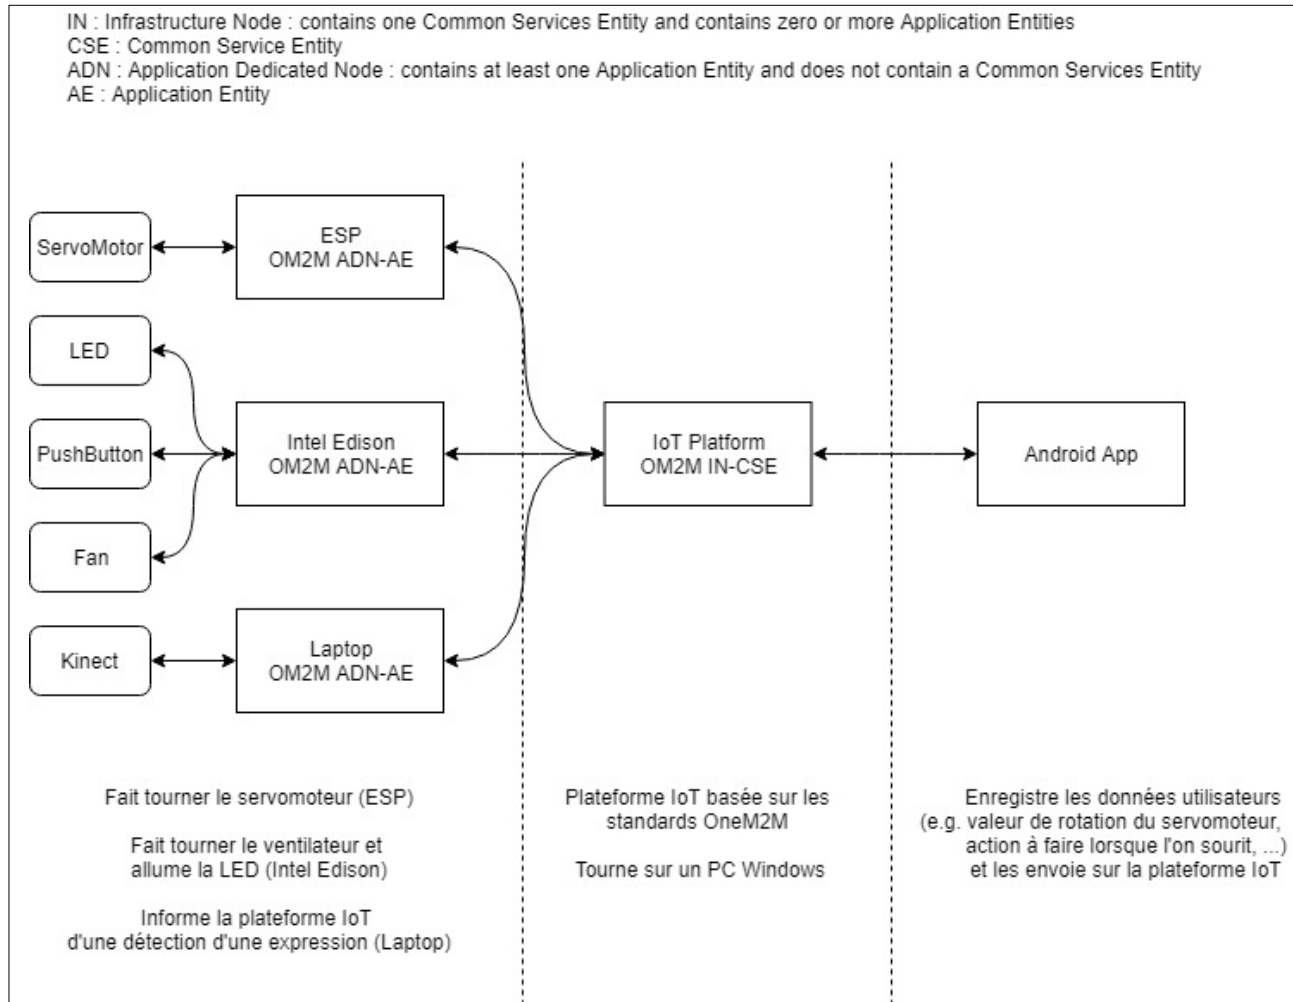 IN : Infrastructure Node : contains one Common Services Entity and contains zero or more Application Entities
CSE : Common Service Entity
ADN : Application Dedicated Node : contains at least one Application Entity and does not contain a Common Services Entity
AE : Application Entity
ServoMotor
ESP
OM2M ADN-AE
LED
PushButton
Intel Edison
OM2M ADN-AE
IoT Platform
OM2M IN-CSE
Android App
Fan
Kinect
Laptop
OM2M ADN-AE
Fait tourner le servomoteur (ESP)
Fait tourner le ventilateur et
allume la LED (Intel Edison)
Informe la plateforme IoT
d'une détection d'une expression (Laptop)
Plateforme IoT basée sur les
standards OneM2M
Tourne sur un PC Windows
Enregistre les données utilisateurs
(e.g. valeur de rotation du servomoteur,
action à faire lorsque l'on sourit, ...)
et les envoie sur la plateforme IoT